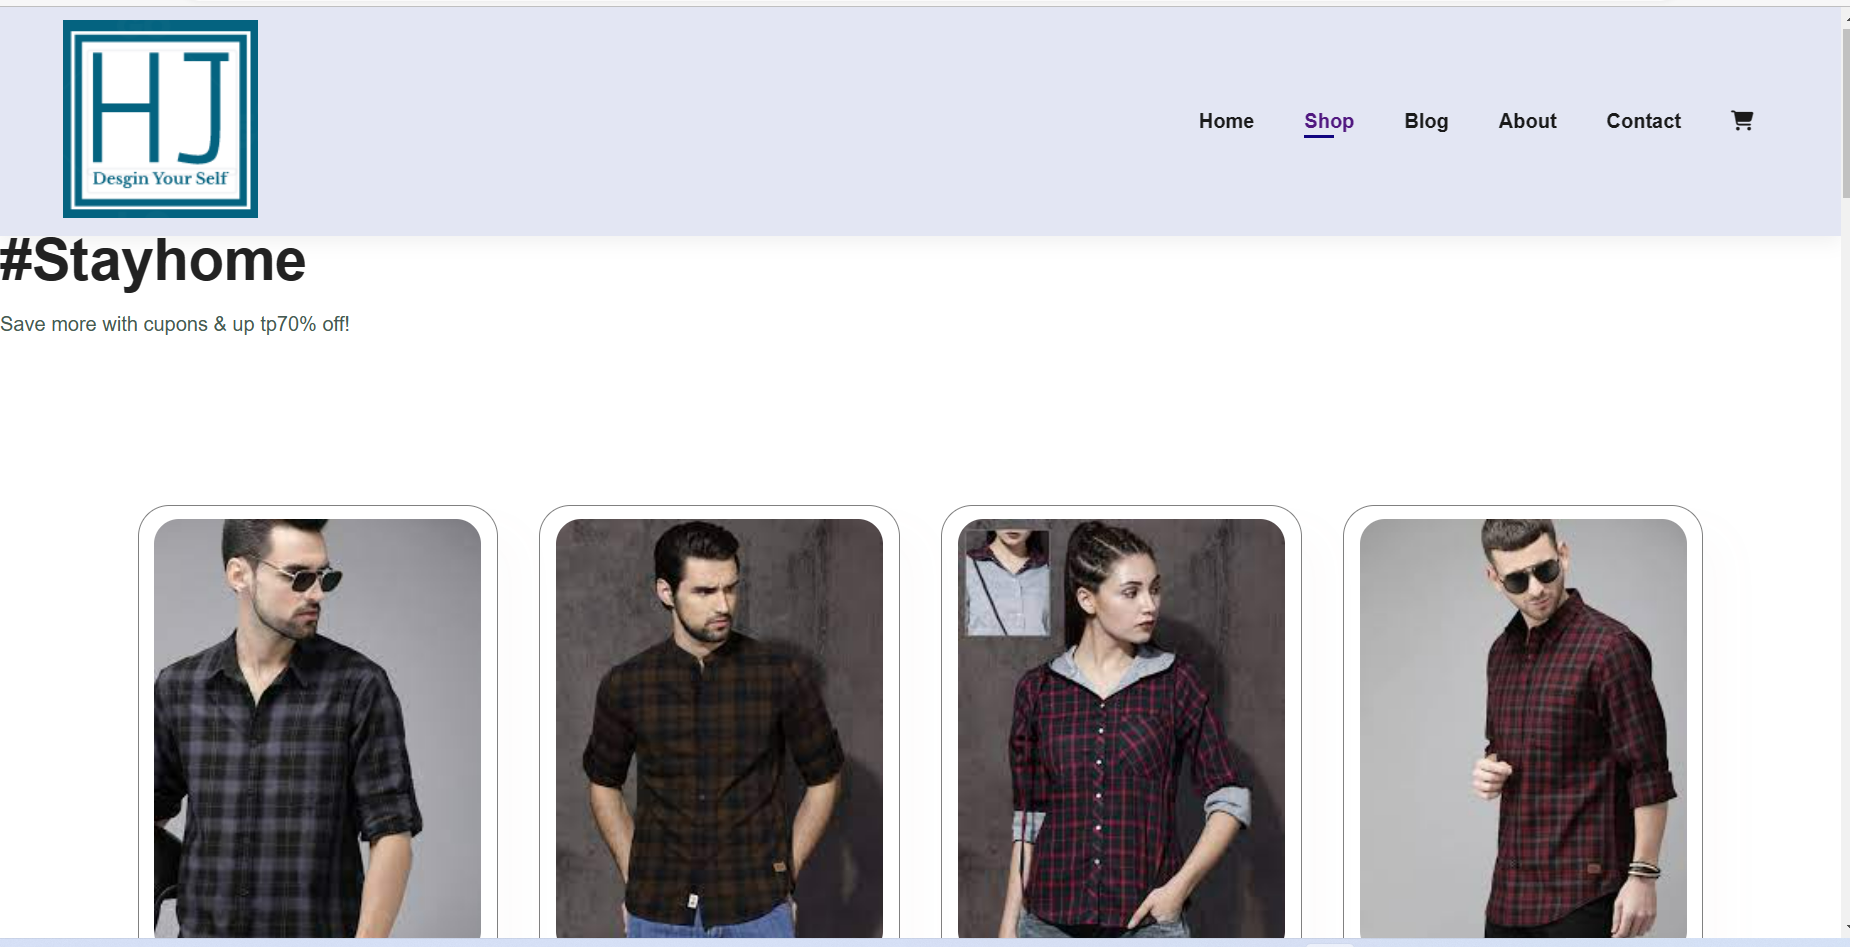 HJ
Desgin Your Self
Home Shop Blog About Contact
#Stayhome
Save more with cupons & up tp70% off!